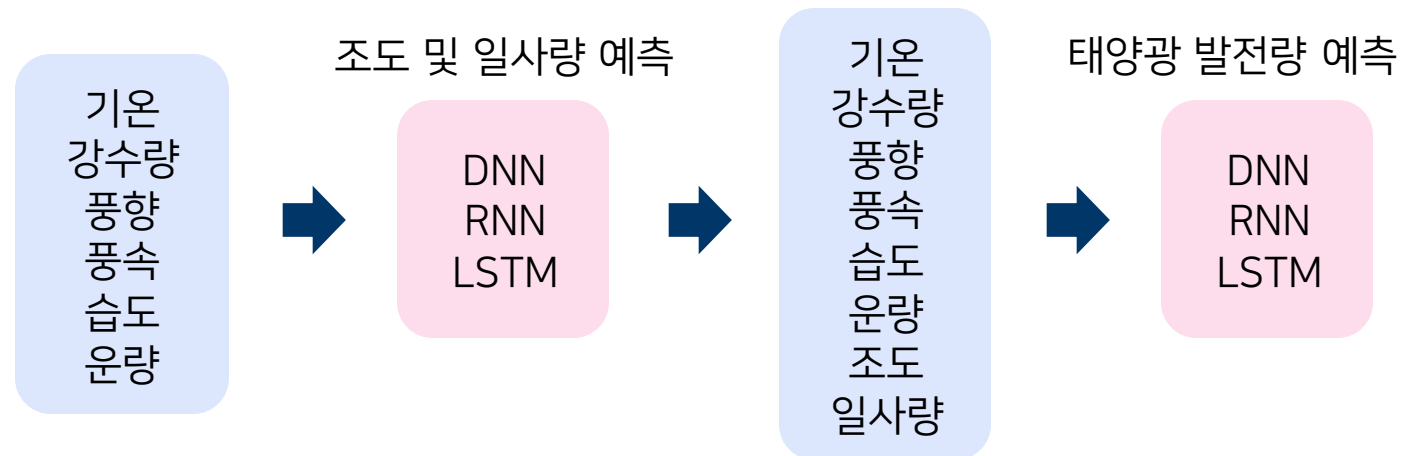 기온
강수량
풍향
풍속
습도
운량
조도 및 일사량 예측
DNN
RNN
LSTM
기온
강수량
풍향
풍속
습도
운량
조도
일사량
태양광 발전량 예측
DNN
RNN
LSTM